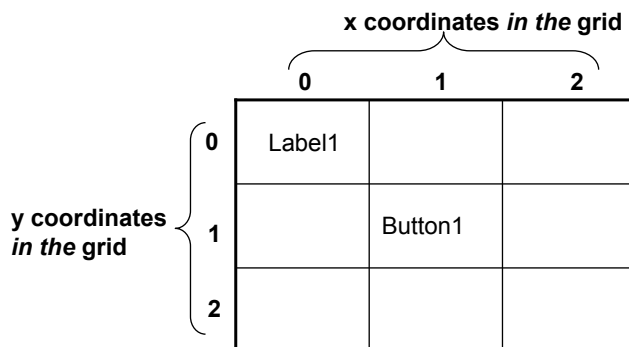 x coordinates in the grid
0 1 2
0 Label1
y coordinates
in the grid
1 Button1
2